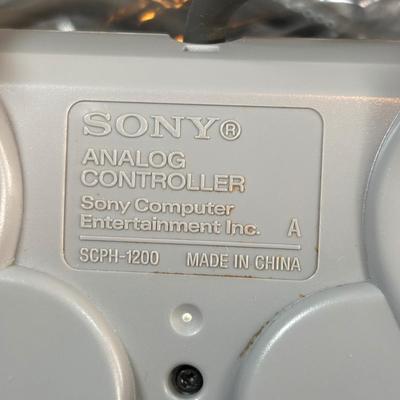 SONY®
ANALOG
CONTROLLER
Sony Computer
Entertainment Inc. A
SCPH-1200 MADE IN CHINA